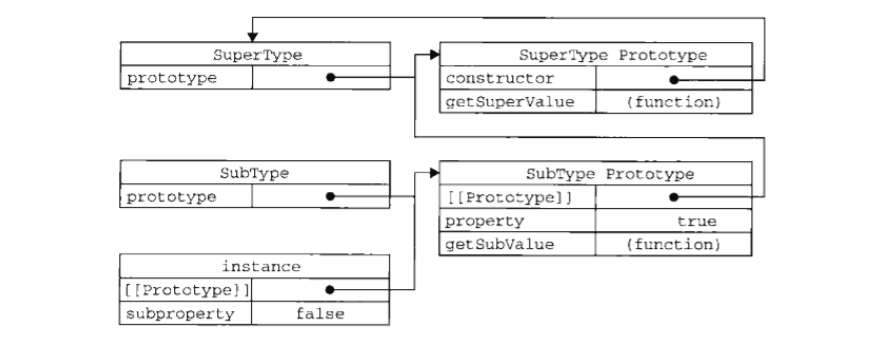 SuperType
prototype
SuperType Prototype
constructor
getSuperValue (function)
SubType
prototype
SubType Prototype
[[Prototype]]
property true
getSubValue (function)
instance
[[Prototype]]
subproperty false